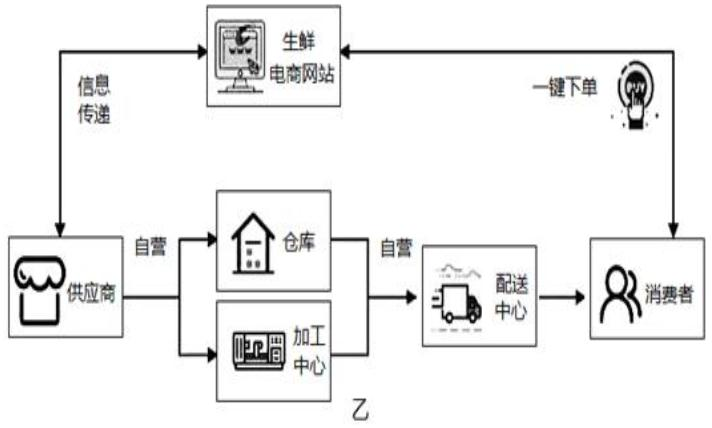 生鲜
电商网站
信息
传递
一键下单
BUY
自营
仓库
自营
供应商
配送
中心
消费者
加工
中心
乙